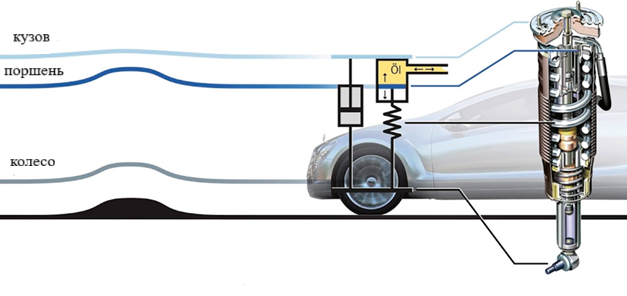 кузов
поршень
Öl
колесо